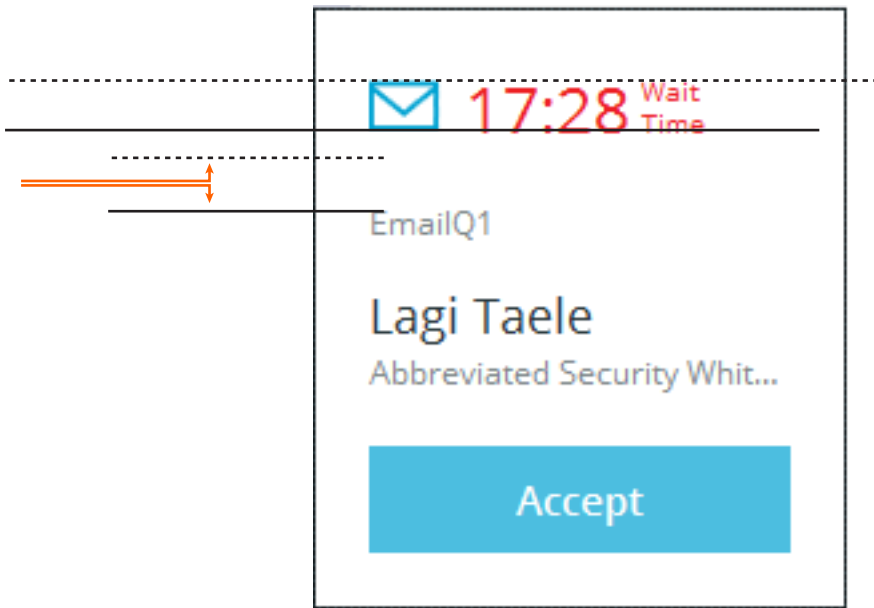 17:28 Wait
Time
EmailQ1
Lagi Taele
Abbreviated Security Whit...
Accept